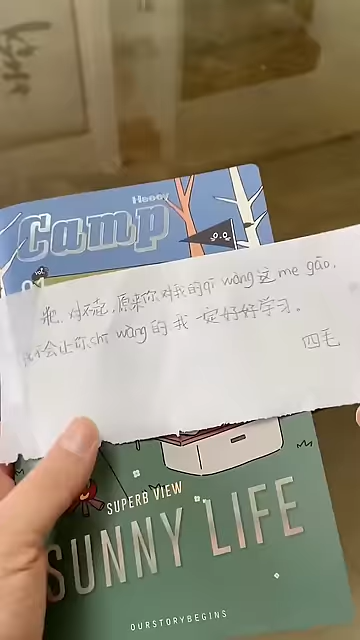 Heeey
Camp
爸，对不起，原来你对我的qī wàng这me gāo，
我不会让你shī wàng的，我一定好好学习。
四毛
SUPERB VIEW
SUNNY LIFE
OURSTORYBEGINS